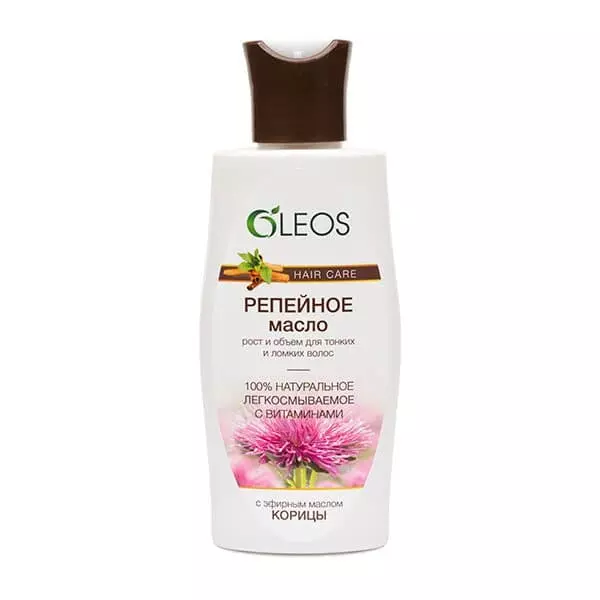 OLEOS
HAIR CARE
РЕПЕЙНОЕ
масло
рост и объем для тонких
и ломких волос
100% НАТУРАЛЬНОЕ
ЛЕГКОСМЫВАЕМОЕ
С ВИТАМИНАМИ
с эфирным маслом
КОРИЦЫ